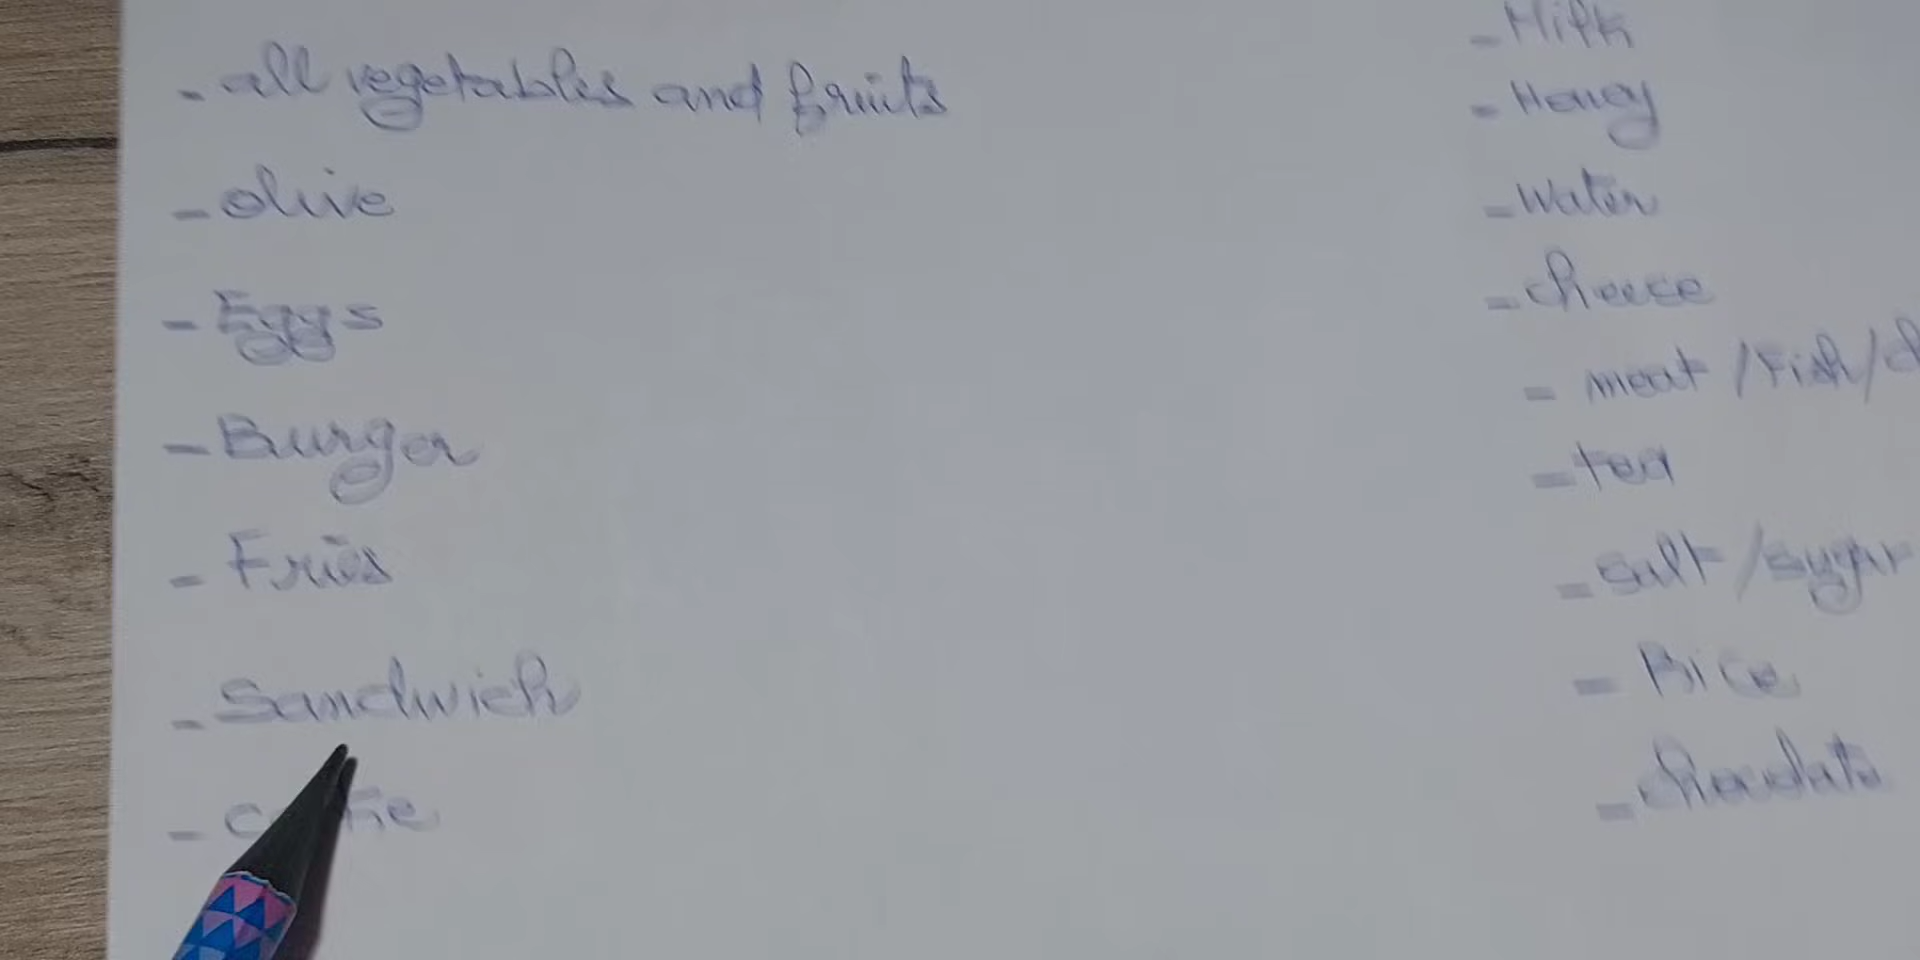 - all vegetables and fruits
- olive
- Eggs
- Burger
- Fries
- Sandwich
- Milk
- Honey
- Water
- cheese
- meat / Fish /
- tea
- salt / sugar
- Rice
- chocolate